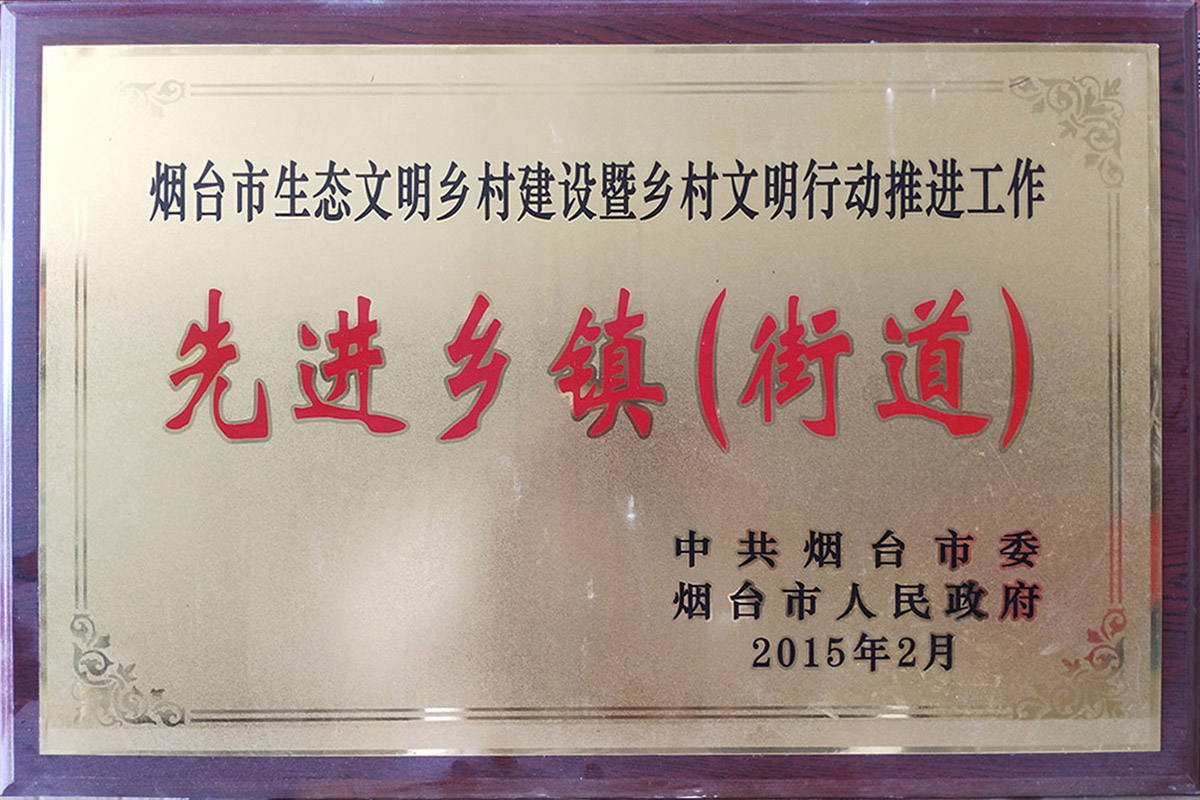 烟台市生态文明乡村建设暨乡村文明行动推进工作
先进乡镇(街道)
中共烟台市委
烟台市人民政府
2015年2月